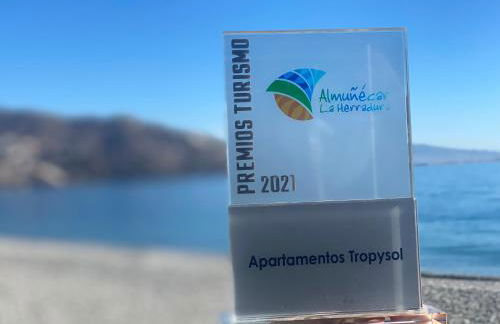 PREMIOS TURISMO
Almuñécar
La Herradura
2021
Apartamentos Tropysol